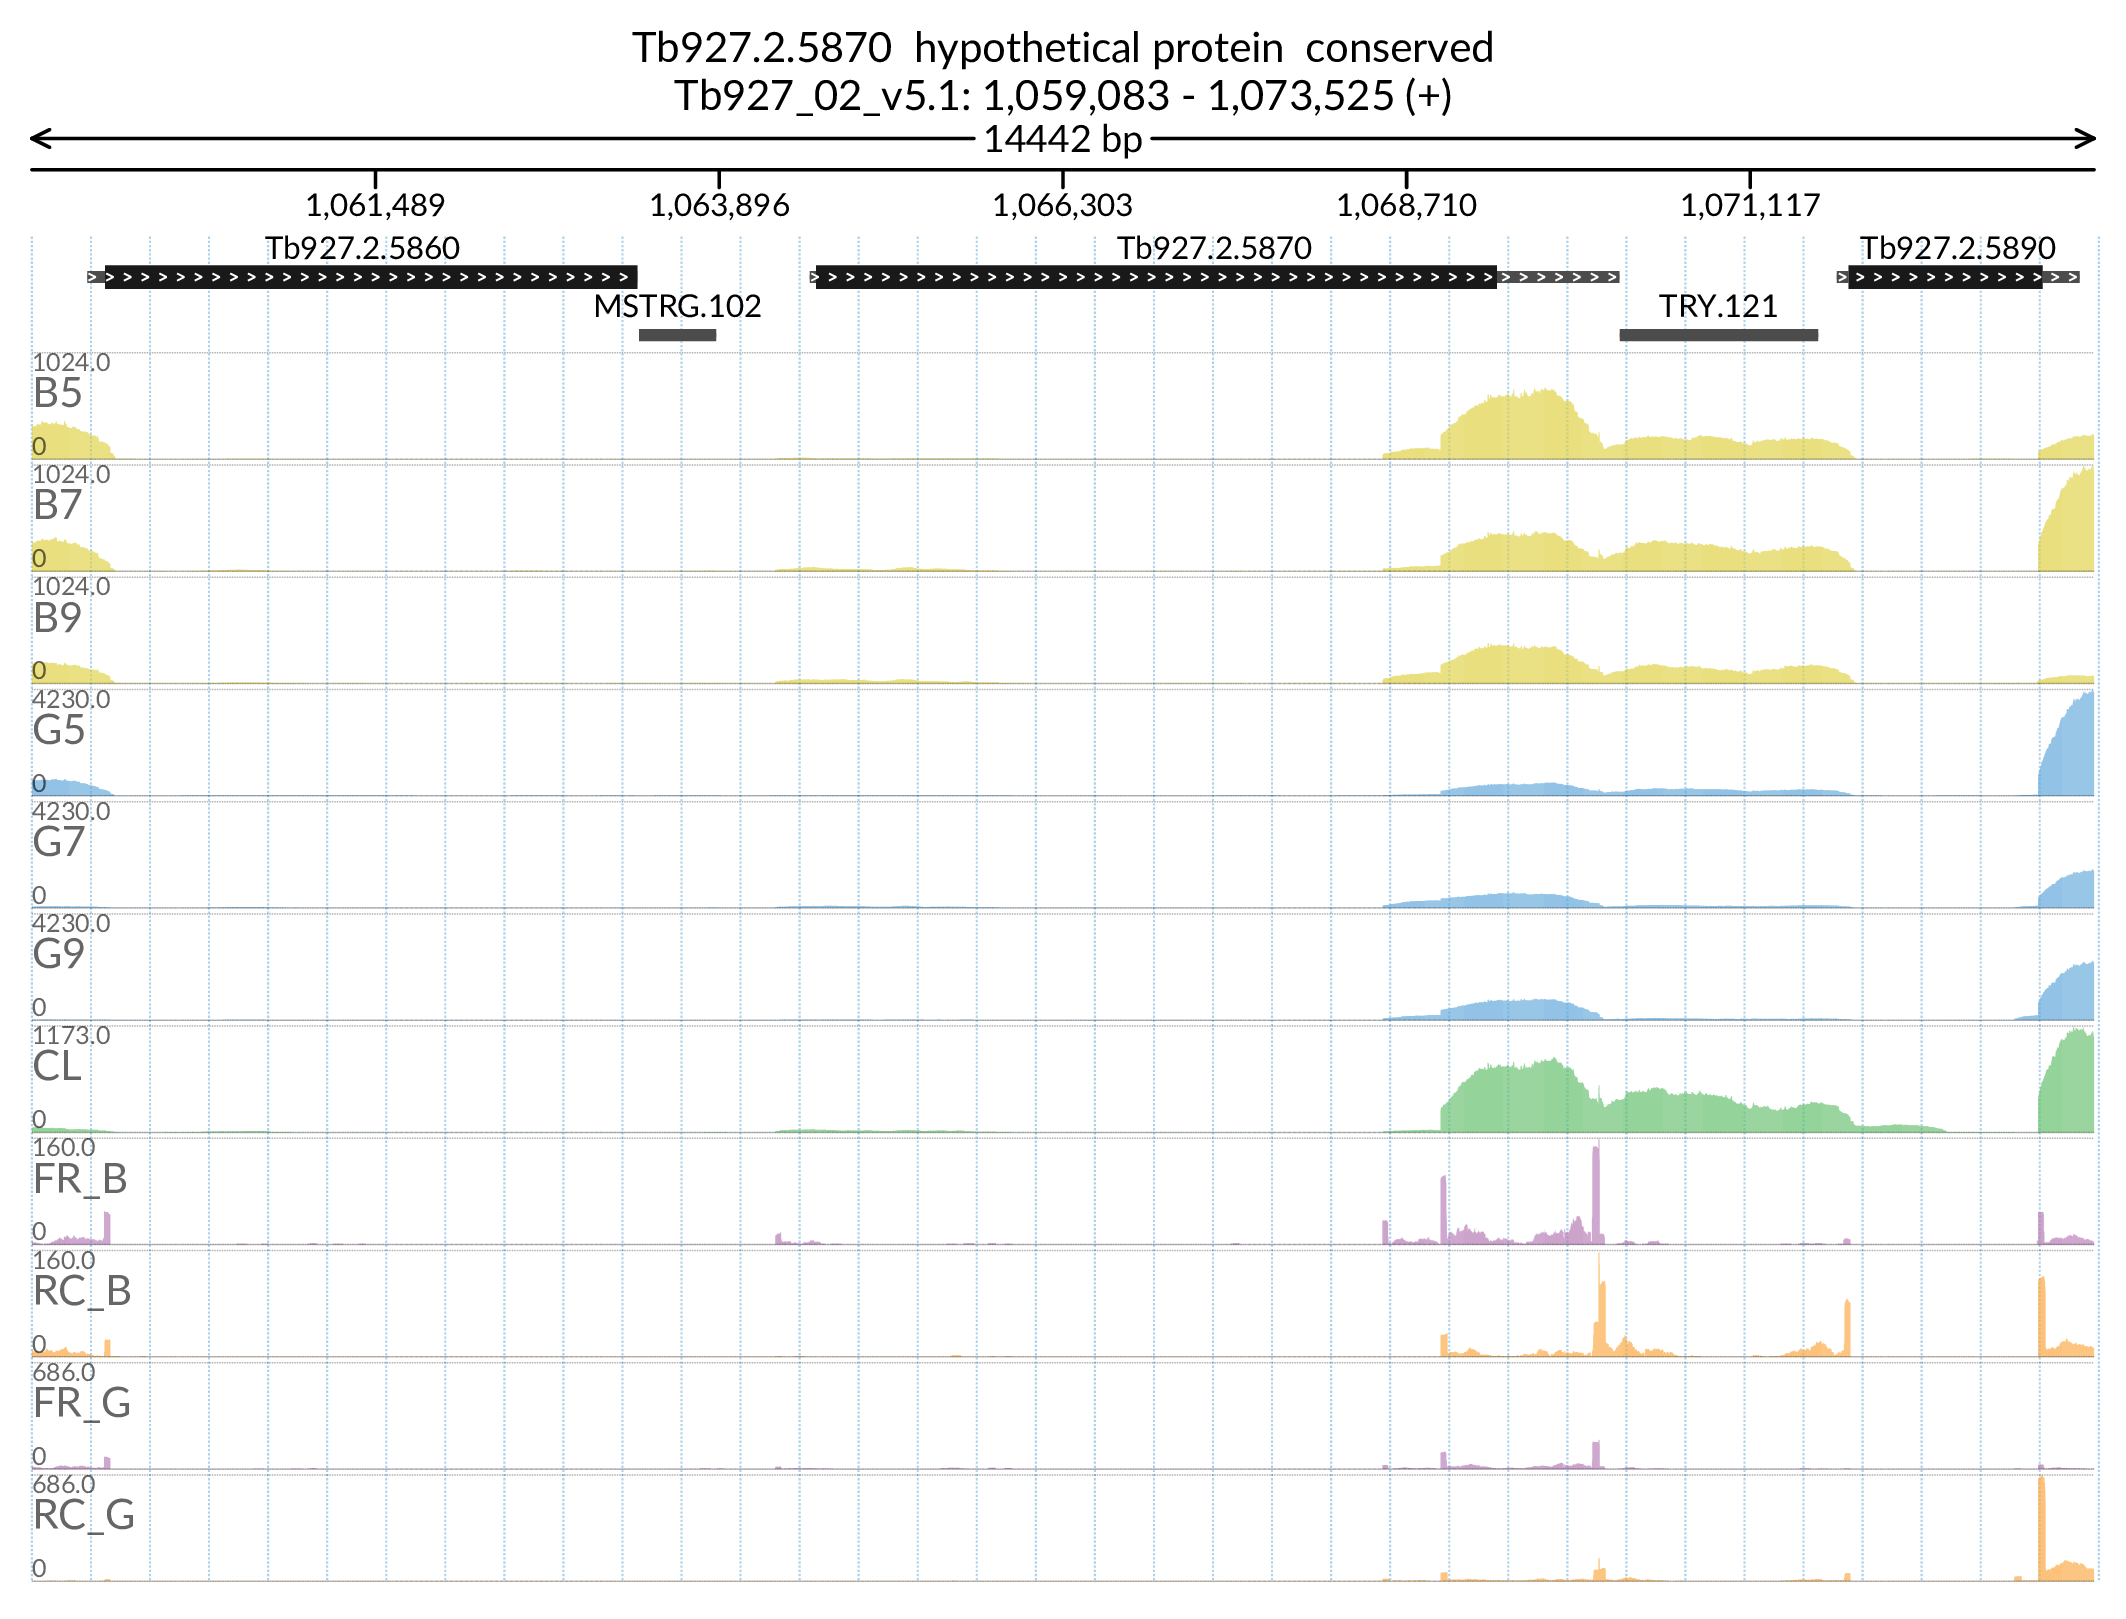 Tb927.2.5870  hypothetical protein  conserved
Tb927_02_v5.1: 1,059,083 - 1,073,525 (+)
14442 bp
1,061,489 1,063,896 1,066,303 1,068,710 1,071,117
Tb927.2.5860 Tb927.2.5870 Tb927.2.5890
MSTRG.102 TRY.121
1024.0
B5
0
1024.0
B7
0
1024.0
B9
0
4230.0
G5
0
4230.0
G7
0
4230.0
G9
0
1173.0
CL
0
160.0
FR_B
0
160.0
RC_B
0
686.0
FR_G
0
686.0
RC_G
0